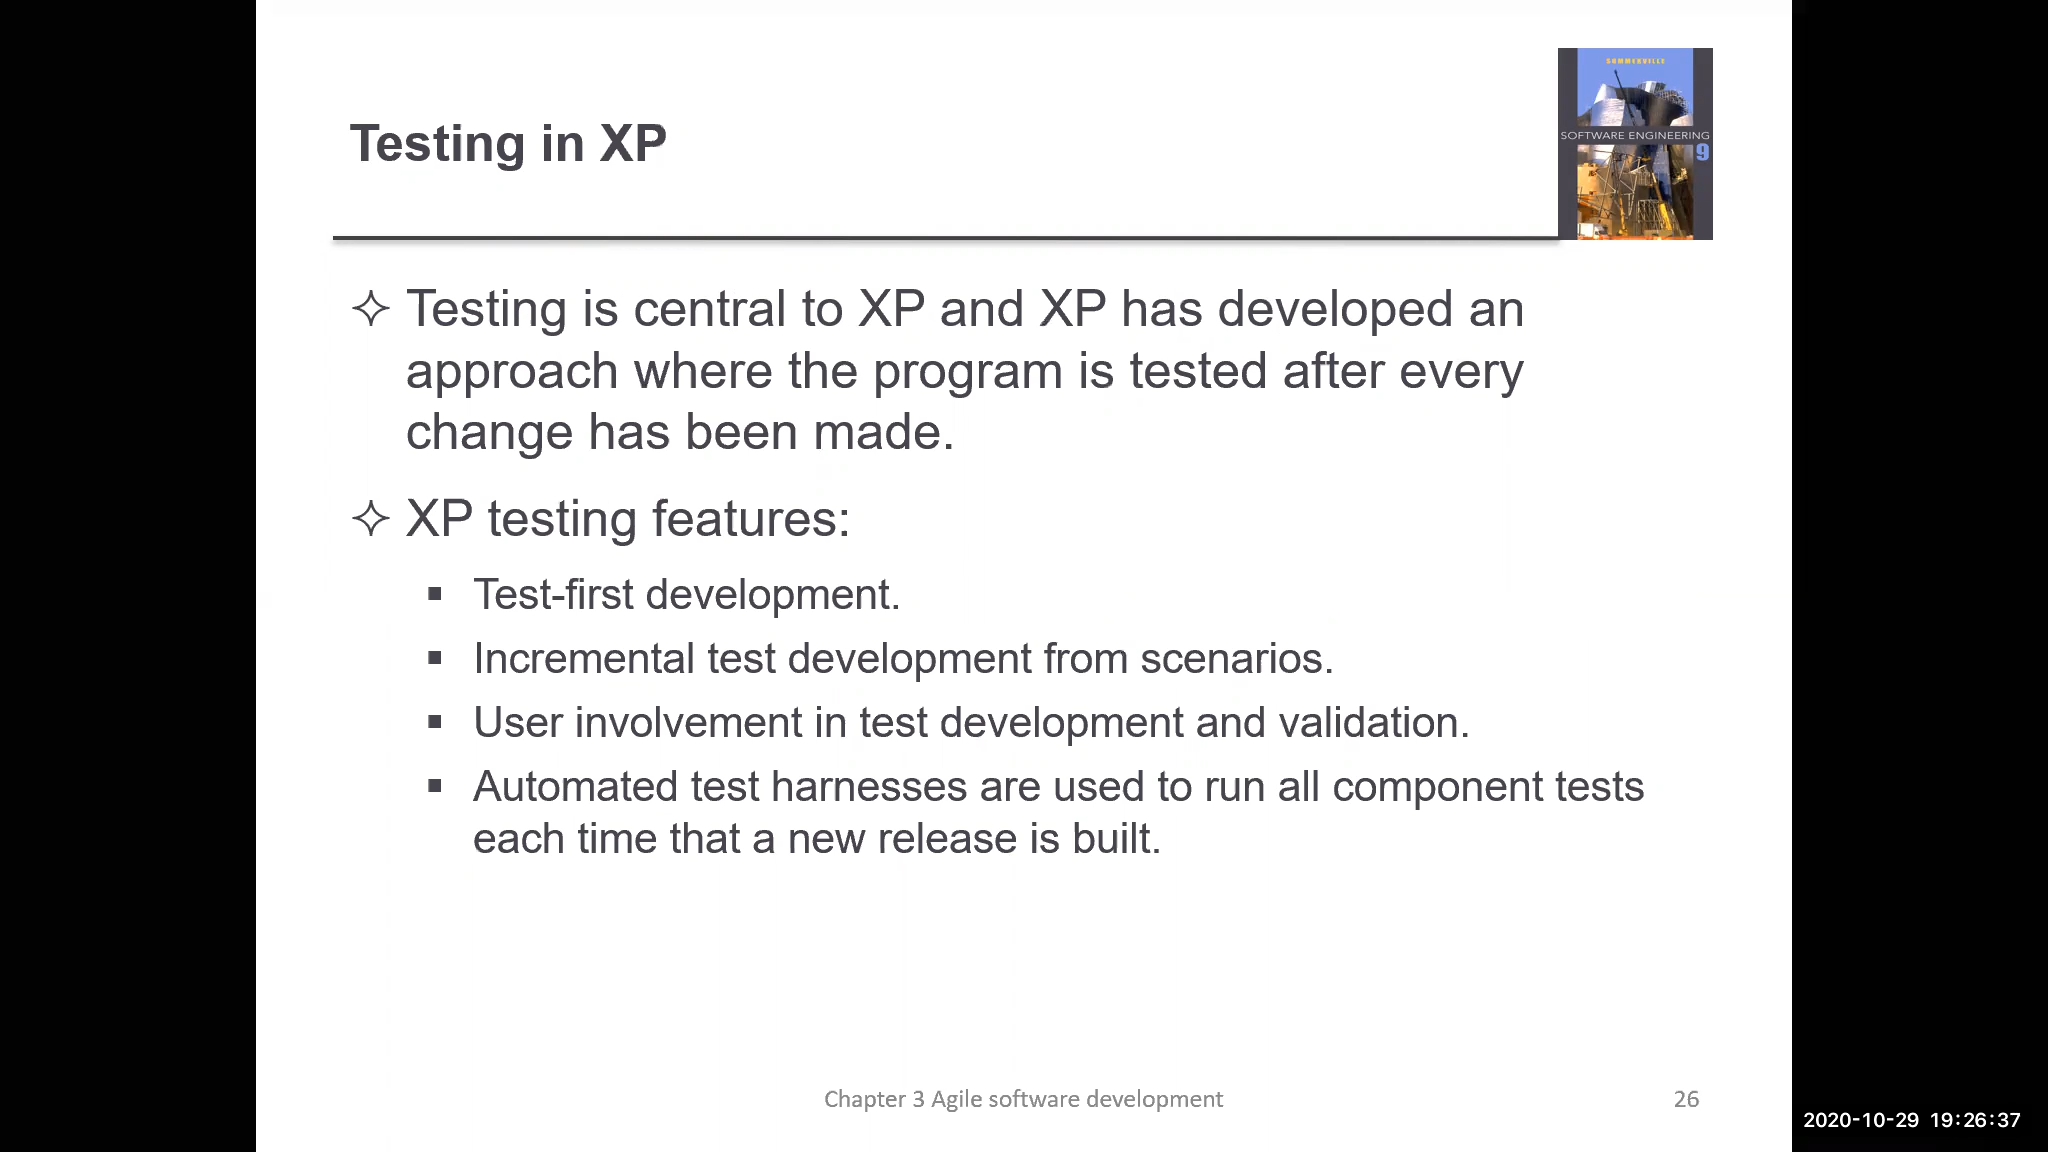 SOMMERVILLE
SOFTWARE ENGINEERING
9
Testing in XP
Testing is central to XP and XP has developed an
approach where the program is tested after every
change has been made.
XP testing features:
Test-first development.
Incremental test development from scenarios.
User involvement in test development and validation.
Automated test harnesses are used to run all component tests
each time that a new release is built.
Chapter 3 Agile software development
26
2020-10-29 19:26:37